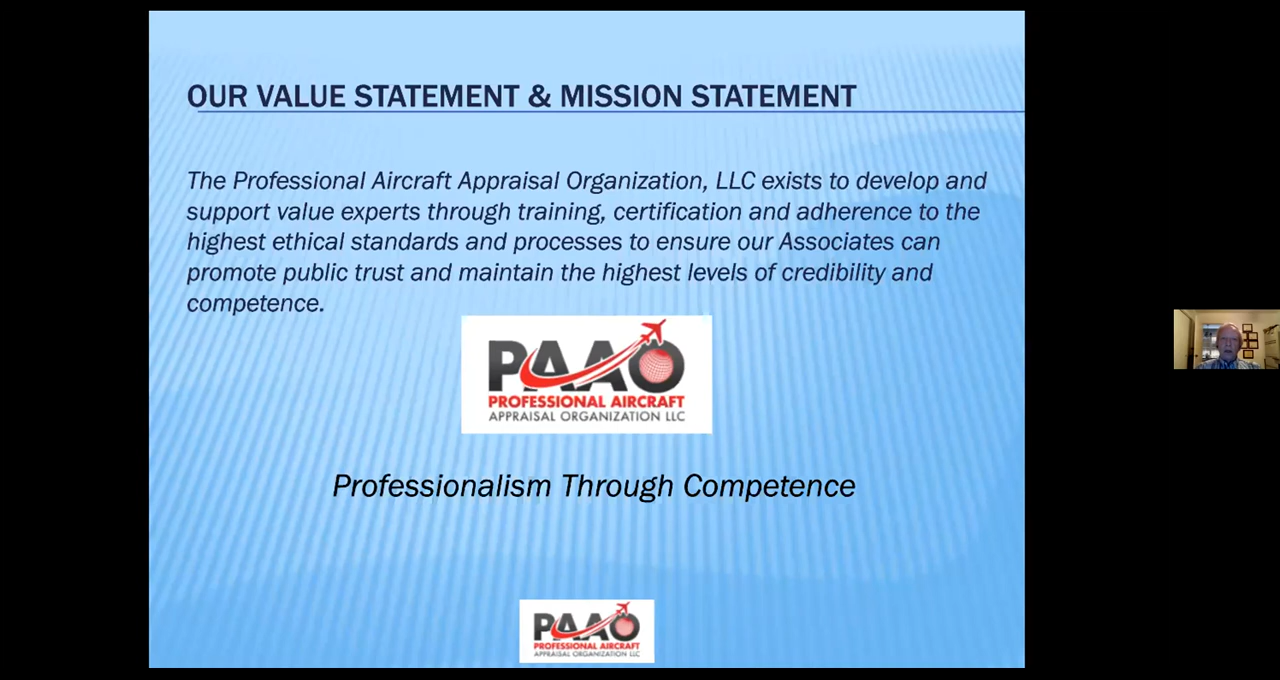 OUR VALUE STATEMENT & MISSION STATEMENT
The Professional Aircraft Appraisal Organization, LLC exists to develop and
support value experts through training, certification and adherence to the
highest ethical standards and processes to ensure our Associates can
promote public trust and maintain the highest levels of credibility and
competence.
PAAO
PROFESSIONAL AIRCRAFT
APPRAISAL ORGANIZATION LLC
Professionalism Through Competence
PAAO
PROFESSIONAL AIRCRAFT
APPRAISAL ORGANIZATION LLC